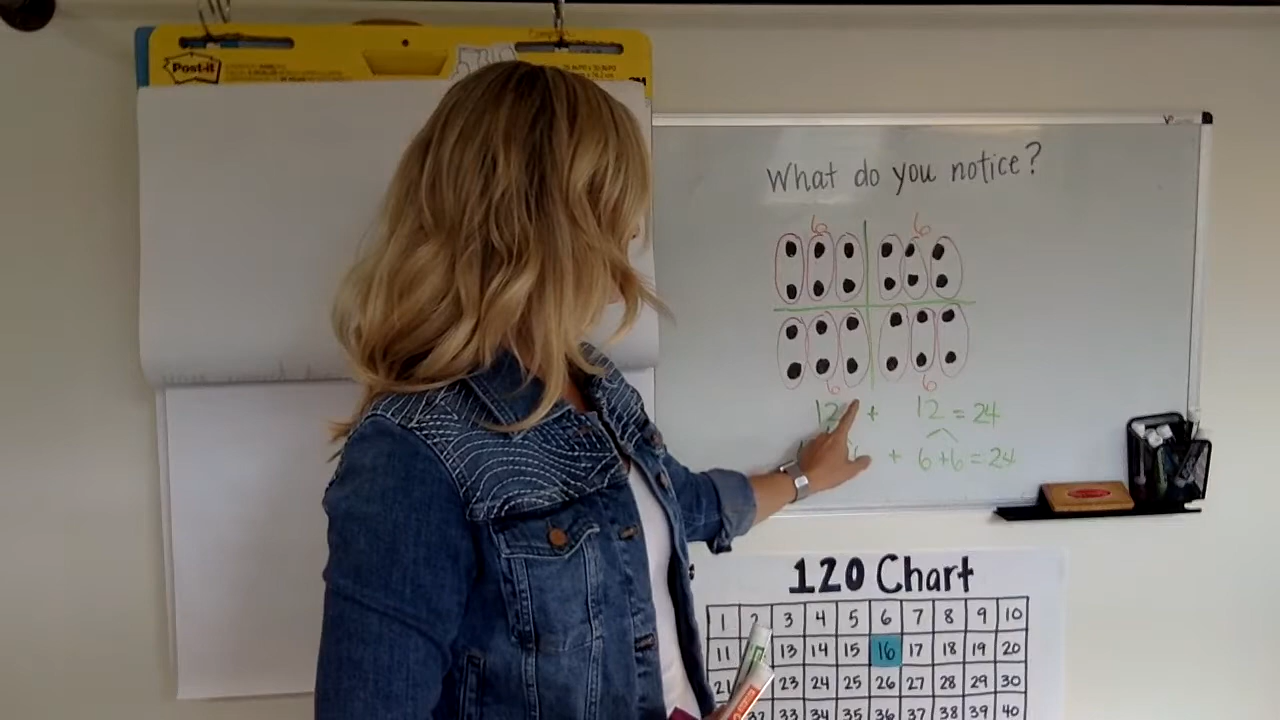 Post-it
What do you notice?
6 6
6 6
12 + 12 = 24
+ 6+6=24
120 Chart
1 2 3 4 5 6 7 8 9 10
11 13 14 15 16 17 18 19 20
21 23 24 25 26 27 28 29 30
32 33 34 35 36 37 38 39 40